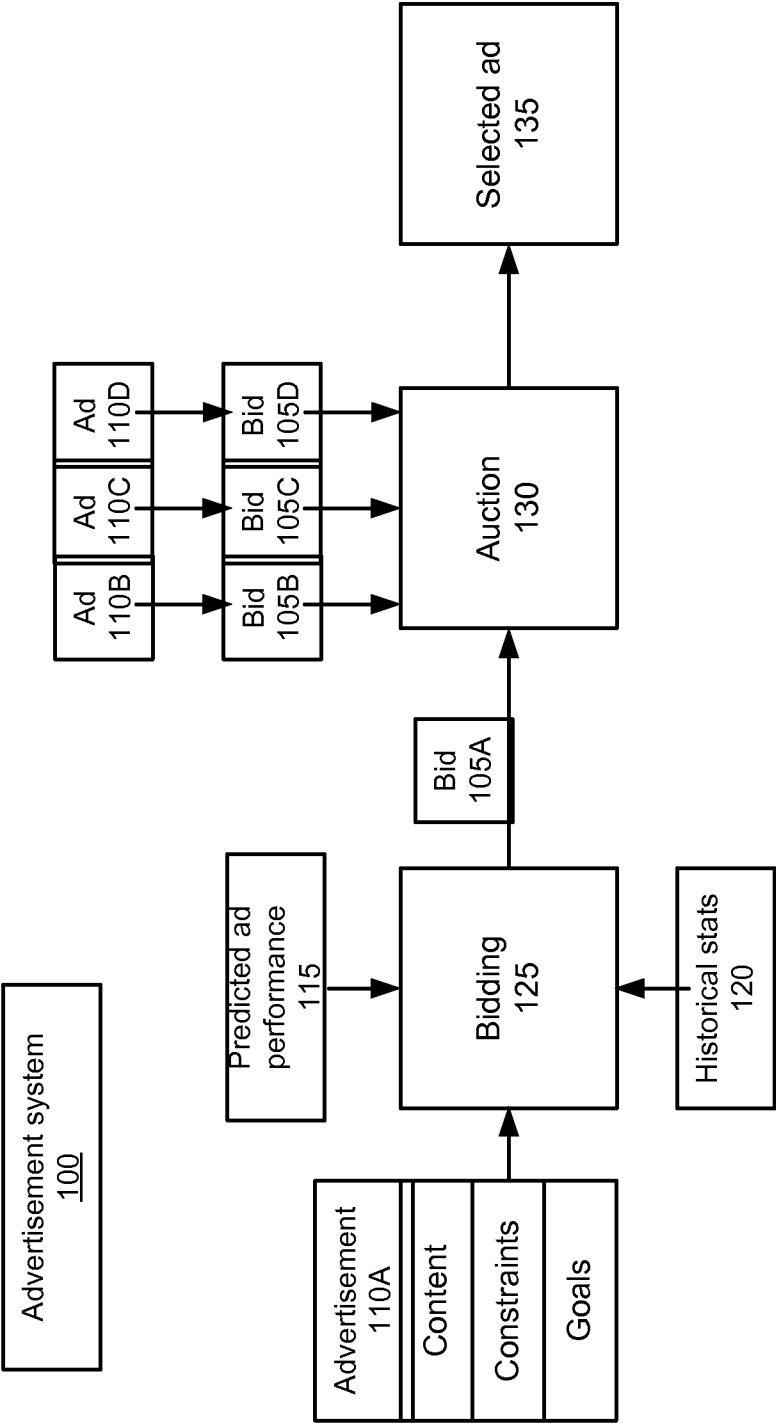 Advertisement system
100
Predicted ad
performance
115
Advertisement
110A
Content
Constraints
Goals
Bidding
125
Historical stats
120
Bid
105A
Ad
110B
Ad
110C
Ad
110D
Bid
105B
Bid
105C
Bid
105D
Auction
130
Selected ad
135